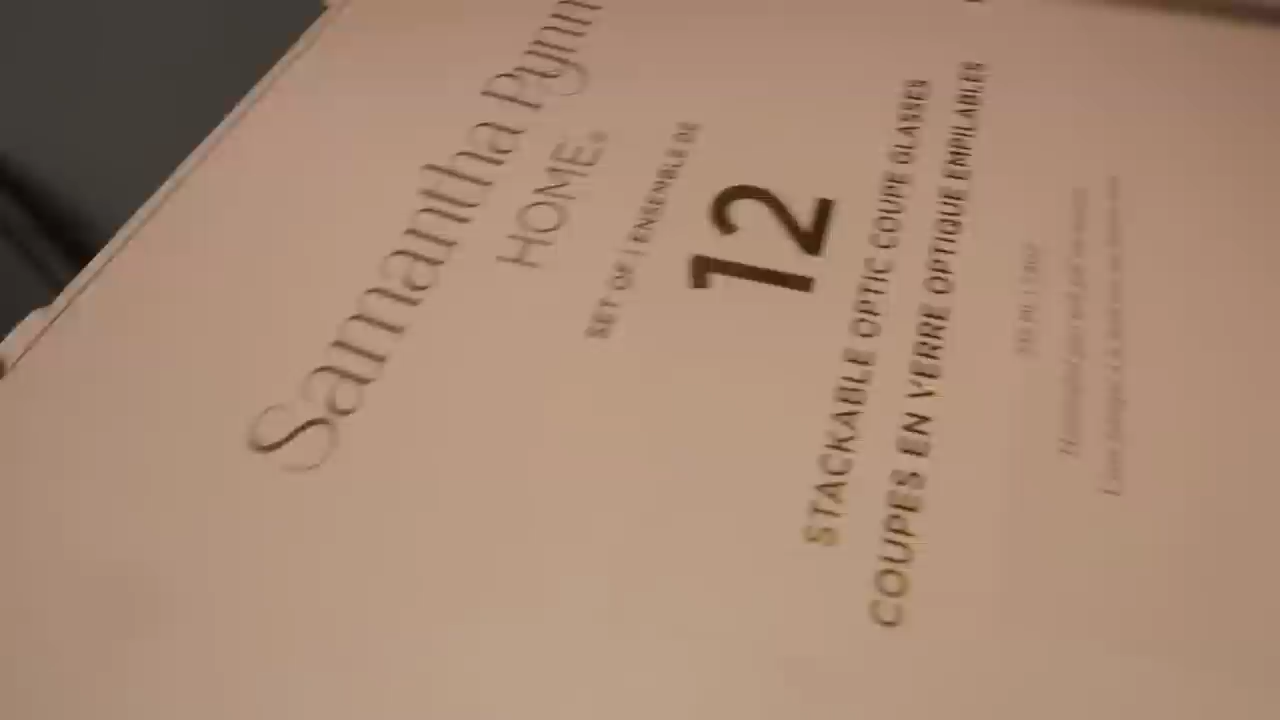 Samantha Pynn
HOME®
SET OF | ENSEMBLE DE
12
STACKABLE OPTIC COUPE GLASSES
COUPES EN VERRE OPTIQUE EMPILABLES